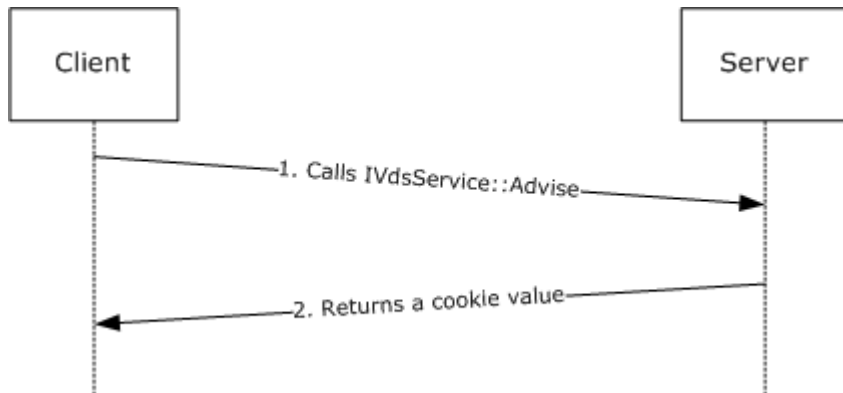 Client
Server
1. Calls IVdsService::Advise
2. Returns a cookie value